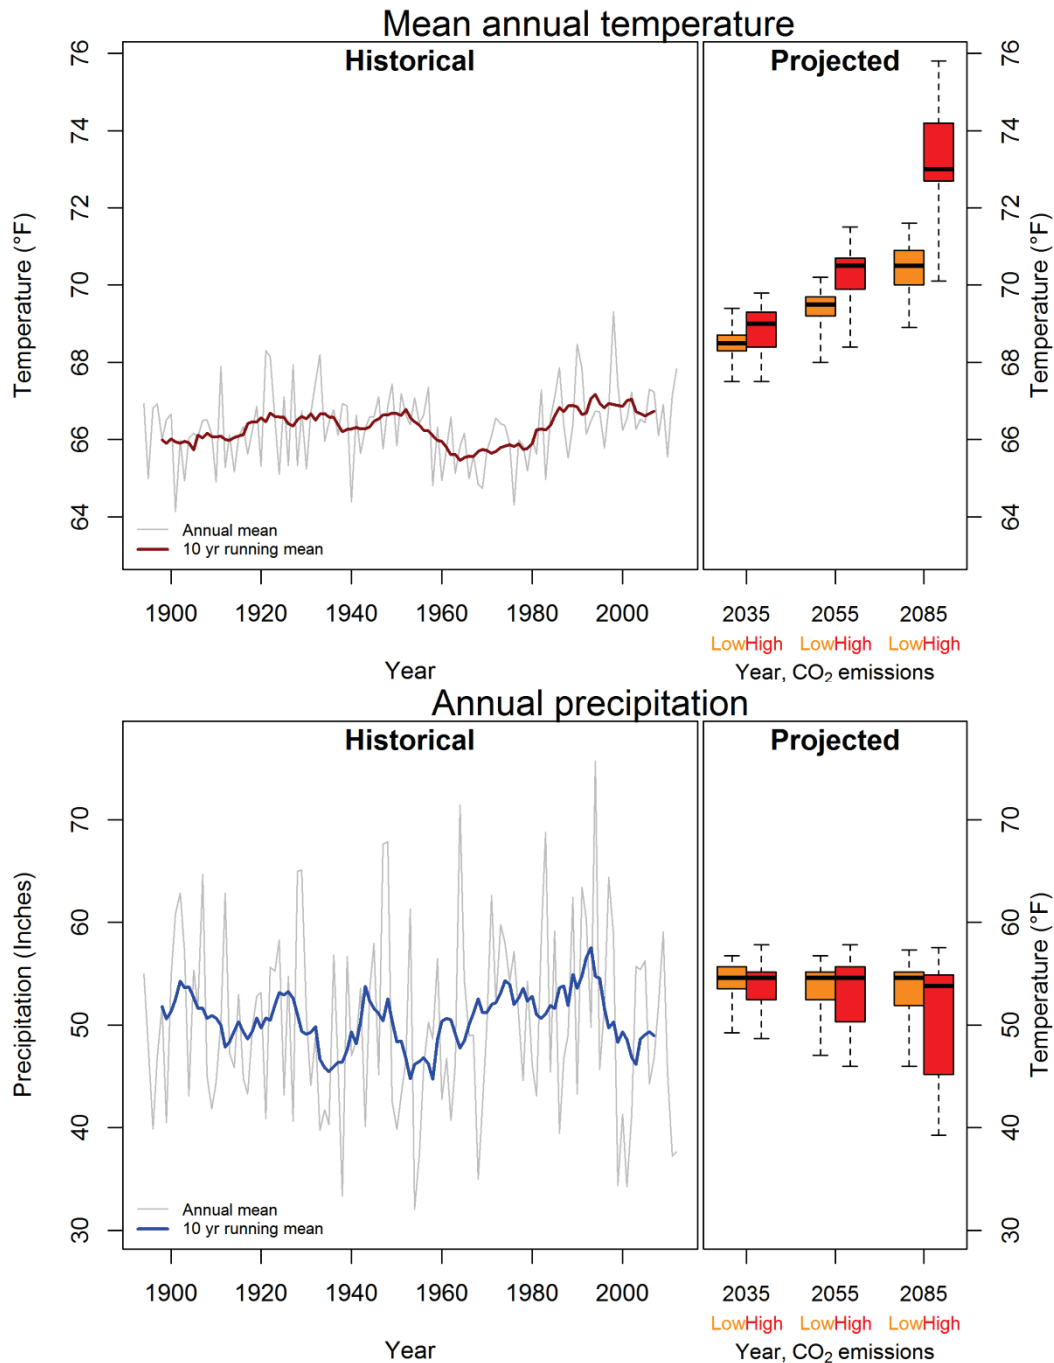 Mean annual temperature
Historical
Projected
Temperature (°F)
76
74
72
70
68
66
64
Annual mean
10 yr running mean
1900 1920 1940 1960 1980 2000
Year
76
74
72
70
68
66
64
Temperature (°F)
2035 2055 2085
LowHigh LowHigh LowHigh
Year, CO₂ emissions
Annual precipitation
Historical
Projected
Precipitation (Inches)
70
60
50
40
30
Annual mean
10 yr running mean
1900 1920 1940 1960 1980 2000
Year
70
60
50
40
30
Temperature (°F)
2035 2055 2085
LowHigh LowHigh LowHigh
Year, CO₂ emissions